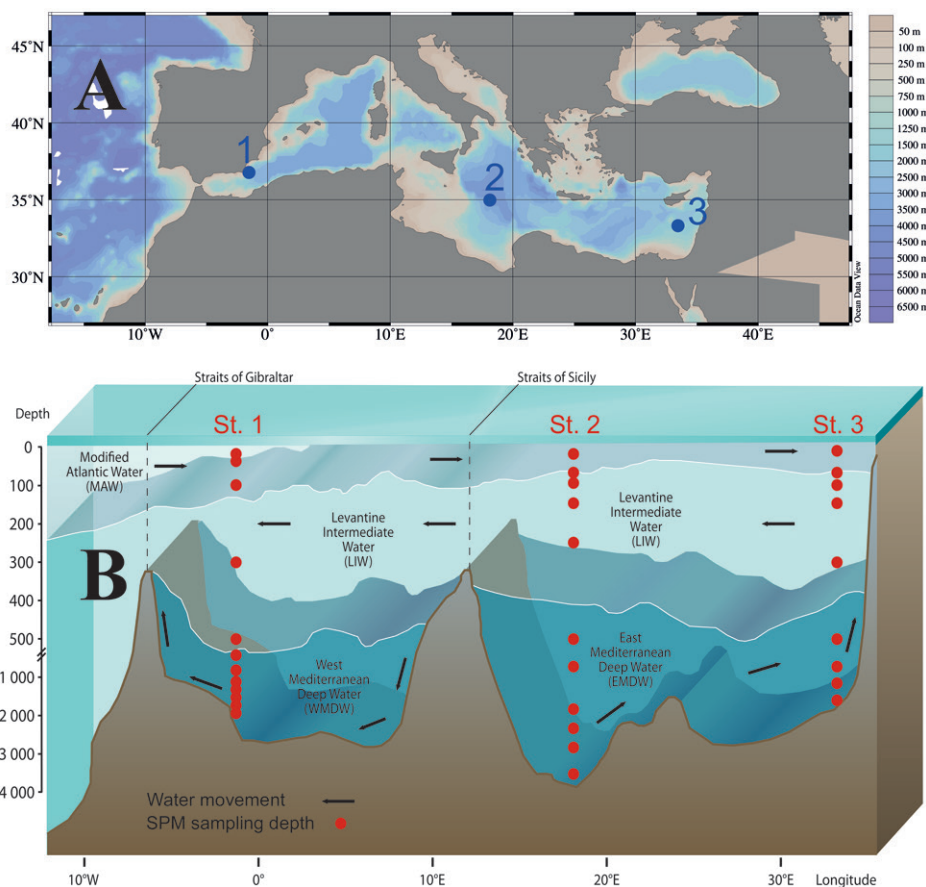 A
45°N
40°N
35°N
30°N
10°W
0°
10°E
20°E
30°E
40°E
1
2
3
50 m
100 m
250 m
500 m
750 m
1000 m
1250 m
2000 m
2500 m
3000 m
3500 m
4000 m
4500 m
5000 m
5500 m
6000 m
6500 m
Ocean Data View
Straits of Gibraltar
Straits of Sicily
Depth
St. 1
St. 2
St. 3
0
100
200
300
400
500
1 000
2 000
3 000
4 000
Modified
Atlantic Water
(MAW)
B
Levantine
Intermediate
Water
(LIW)
Levantine
Intermediate
Water
(LIW)
West
Mediterranean
Deep Water
(WMDW)
East
Mediterranean
Deep Water
(EMDW)
Water movement
SPM sampling depth
10°W
0°
10°E
20°E
30°E
Longitude